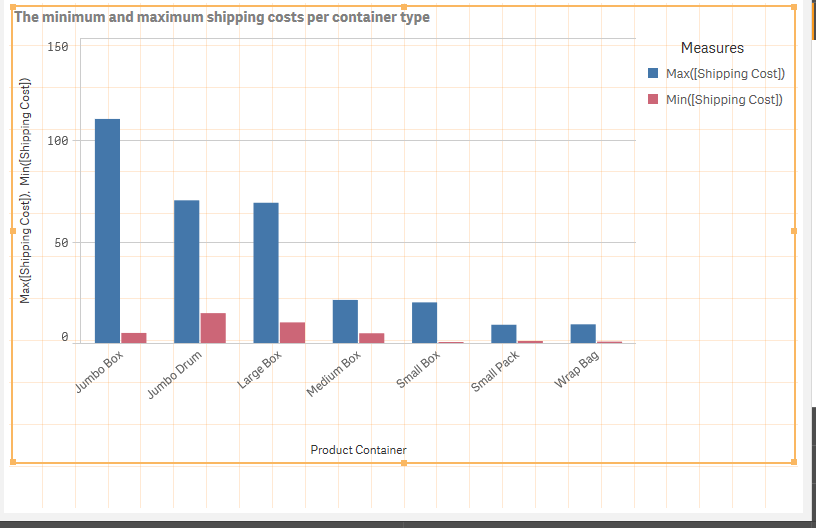 The minimum and maximum shipping costs per container type
Measures
Max([Shipping Cost])
Min([Shipping Cost])
Max([Shipping Cost]), Min([Shipping Cost])
150
100
50
0
Jumbo Box
Jumbo Drum
Large Box
Medium Box
Small Box
Small Pack
Wrap Bag
Product Container